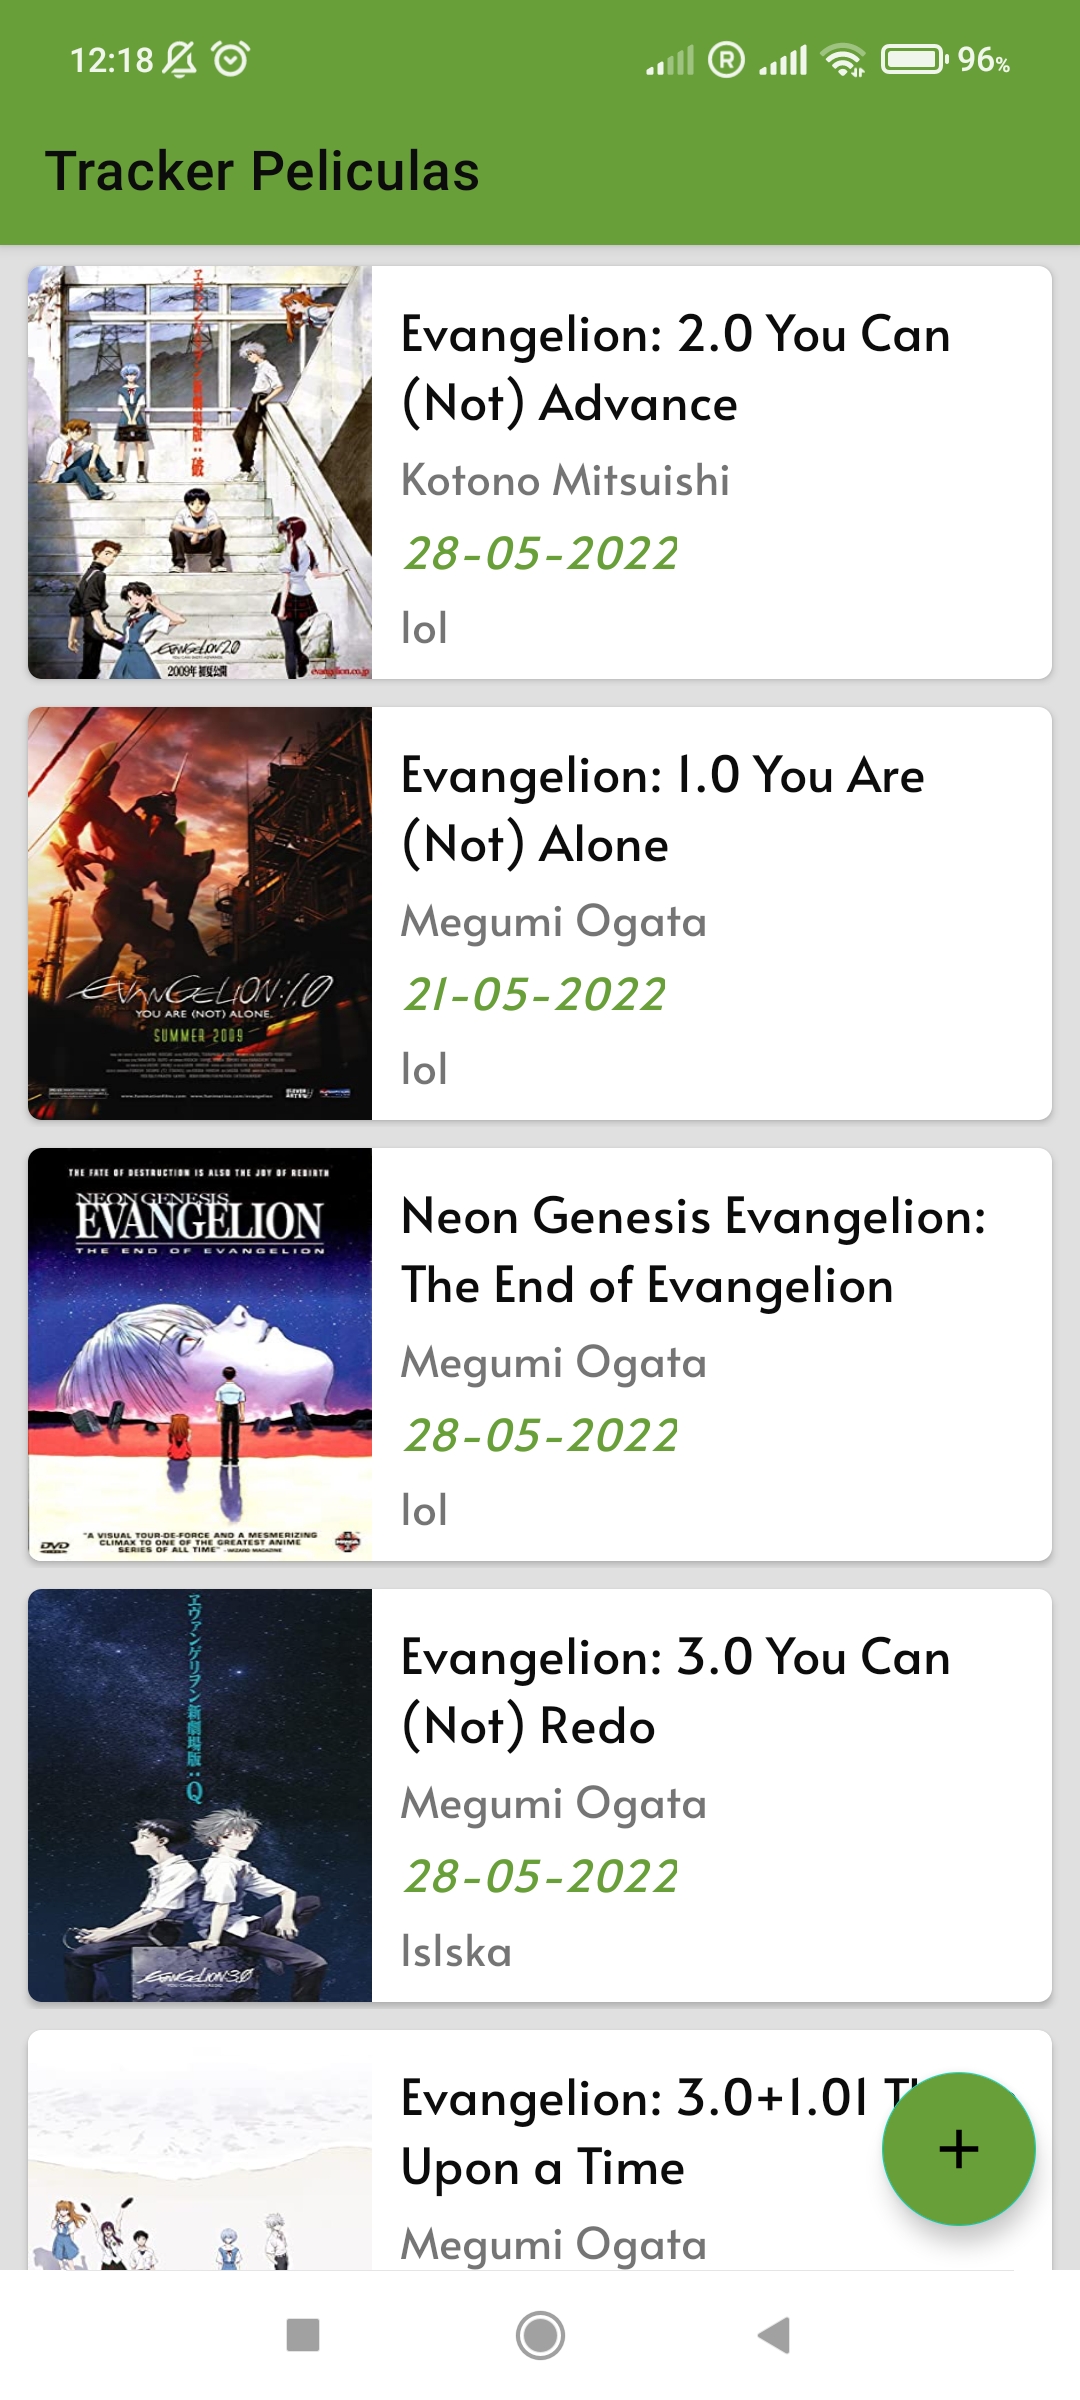 12:18
96%
Tracker Peliculas
ヱヴァンゲリヲン新劇場版:破
EVANGELION 2.0
2009年 初夏公開
evangelion.co.jp
Evangelion: 2.0 You Can
(Not) Advance
Kotono Mitsuishi
28-05-2022
lol
EVANGELION:1.0
YOU ARE (NOT) ALONE.
SUMMER 2009
Evangelion: 1.0 You Are
(Not) Alone
Megumi Ogata
21-05-2022
lol
THE FATE OF DESTRUCTION IS ALSO THE JOY OF REBIRTH
NEON GENESIS
EVANGELION
THE END OF EVANGELION
"A VISUAL TOUR-DE-FORCE AND A MESMERIZING
CLIMAX TO ONE OF THE GREATEST ANIME
SERIES OF ALL TIME" - WIZARD MAGAZINE
DVD
Neon Genesis Evangelion:
The End of Evangelion
Megumi Ogata
28-05-2022
lol
ヱヴァンゲリヲン新劇場版:Q
EVANGELION 3.0
Evangelion: 3.0 You Can
(Not) Redo
Megumi Ogata
28-05-2022
lslska
Evangelion: 3.0+1.01
Upon a Time
Megumi Ogata